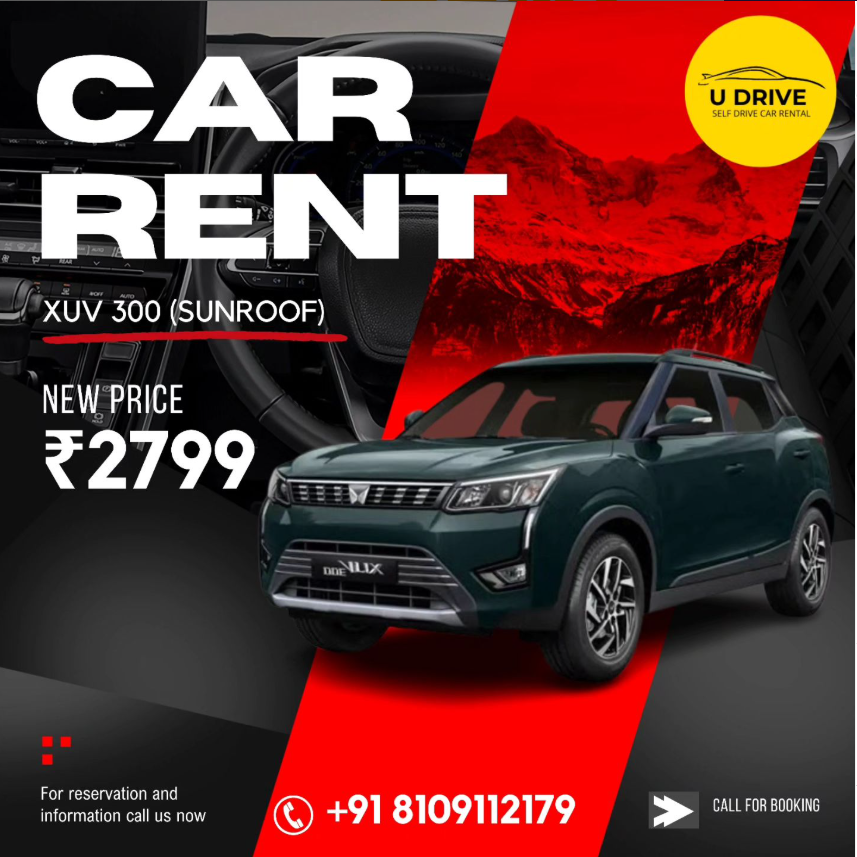 CAR
RENT
U DRIVE
SELF DRIVE CAR RENTAL
XUV 300 (SUNROOF)
NEW PRICE
₹2799
For reservation and
information call us now
+91 8109112179
CALL FOR BOOKING